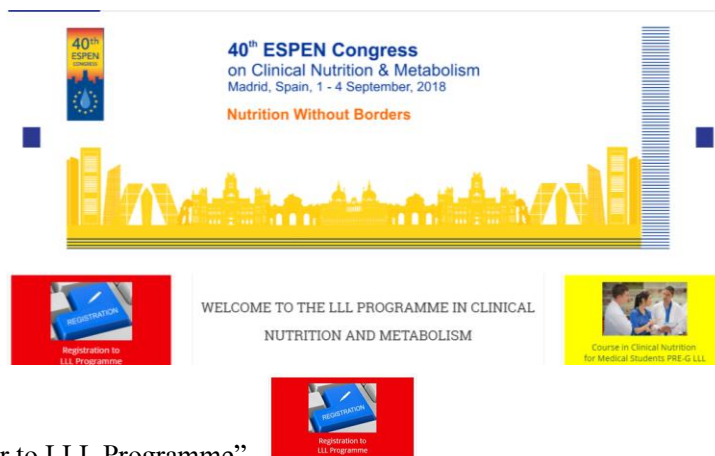 40th
ESPEN
CONGRESS
40th ESPEN Congress
on Clinical Nutrition & Metabolism
Madrid, Spain, 1 - 4 September, 2018
Nutrition Without Borders
REGISTRATION
Registration to
LLL Programme
WELCOME TO THE LLL PROGRAMME IN CLINICAL
NUTRITION AND METABOLISM
Course in Clinical Nutrition
for Medical Students PRE-G LLL
r to LLL Programme”
REGISTRATION
Registration to
LLL Programme